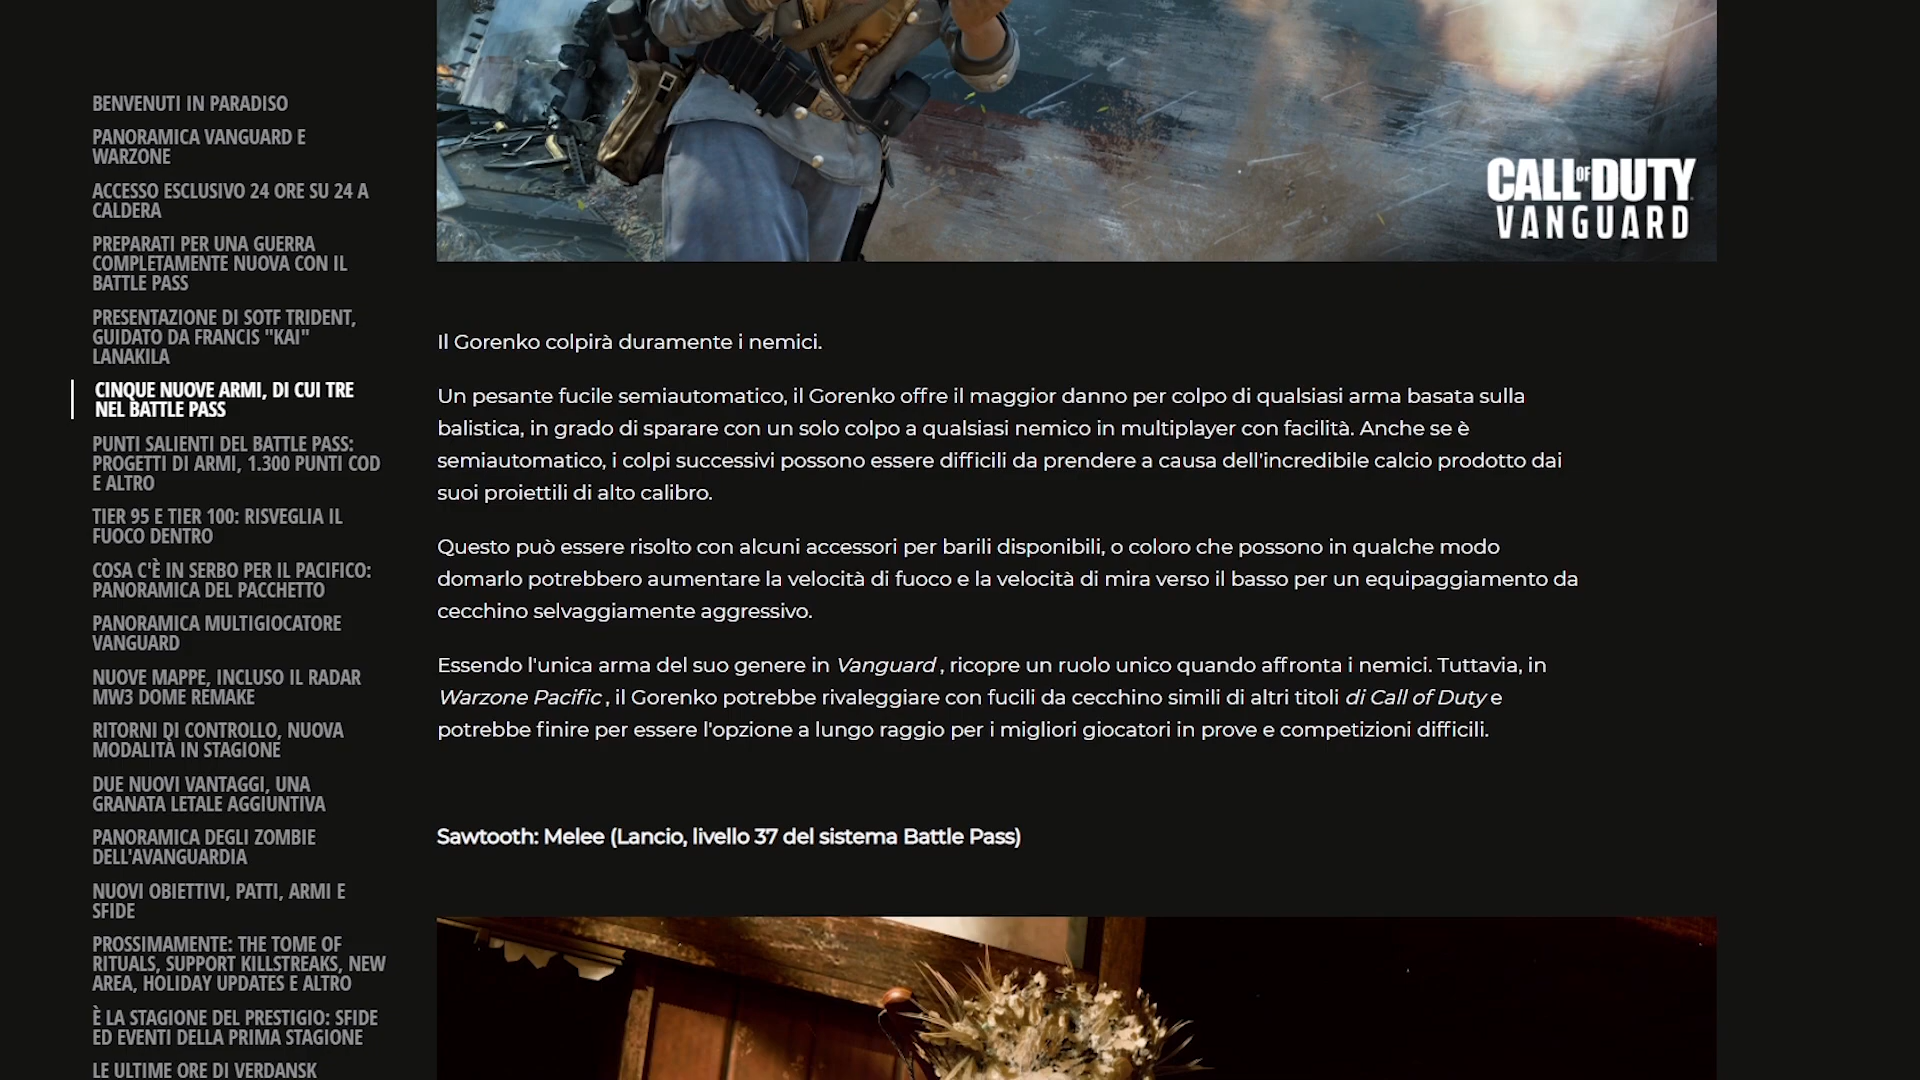 BENVENUTI IN PARADISO
PANORAMICA VANGUARD E
WARZONE
ACCESSO ESCLUSIVO 24 ORE SU 24 A
CALDERA
PREPARATI PER UNA GUERRA
COMPLETAMENTE NUOVA CON IL
BATTLE PASS
PRESENTAZIONE DI SOTF TRIDENT,
GUIDATO DA FRANCIS "KAI"
LANAKILA
CINQUE NUOVE ARMI, DI CUI TRE
NEL BATTLE PASS
PUNTI SALIENTI DEL BATTLE PASS:
PROGETTI DI ARMI, 1.300 PUNTI COD
E ALTRO
TIER 95 E TIER 100: RISVEGLIA IL
FUOCO DENTRO
COSA C'È IN SERBO PER IL PACIFICO:
PANORAMICA DEL PACCHETTO
PANORAMICA MULTIGIOCATORE
VANGUARD
NUOVE MAPPE, INCLUSO IL RADAR
MW3 DOME REMAKE
RITORNI DI CONTROLLO, NUOVA
MODALITÀ IN STAGIONE
DUE NUOVI VANTAGGI, UNA
GRANATA LETALE AGGIUNTIVA
PANORAMICA DEGLI ZOMBIE
DELL'AVANGUARDIA
NUOVI OBIETTIVI, PATTI, ARMI E
SFIDE
PROSSIMAMENTE: THE TOME OF
RITUALS, SUPPORT KILLSTREAKS, NEW
AREA, HOLIDAY UPDATES E ALTRO
È LA STAGIONE DEL PRESTIGIO: SFIDE
ED EVENTI DELLA PRIMA STAGIONE
LE ULTIME ORE DI VERDANSK
CALL OF DUTY
VANGUARD
Il Gorenko colpirà duramente i nemici.
Un pesante fucile semiautomatico, il Gorenko offre il maggior danno per colpo di qualsiasi arma basata sulla
balistica, in grado di sparare con un solo colpo a qualsiasi nemico in multiplayer con facilità. Anche se è
semiautomatico, i colpi successivi possono essere difficili da prendere a causa dell'incredibile calcio prodotto dai
suoi proiettili di alto calibro.
Questo può essere risolto con alcuni accessori per barili disponibili, o coloro che possono in qualche modo
domarlo potrebbero aumentare la velocità di fuoco e la velocità di mira verso il basso per un equipaggiamento da
cecchino selvaggiamente aggressivo.
Essendo l'unica arma del suo genere in Vanguard , ricopre un ruolo unico quando affronta i nemici. Tuttavia, in
Warzone Pacific , il Gorenko potrebbe rivaleggiare con fucili da cecchino simili di altri titoli di Call of Duty e
potrebbe finire per essere l'opzione a lungo raggio per i migliori giocatori in prove e competizioni difficili.
Sawtooth: Melee (Lancio, livello 37 del sistema Battle Pass)